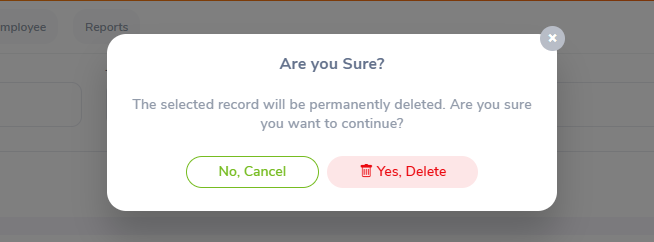 mployee Reports
Are you Sure?
The selected record will be permanently deleted. Are you sure
you want to continue?
No, Cancel Yes, Delete